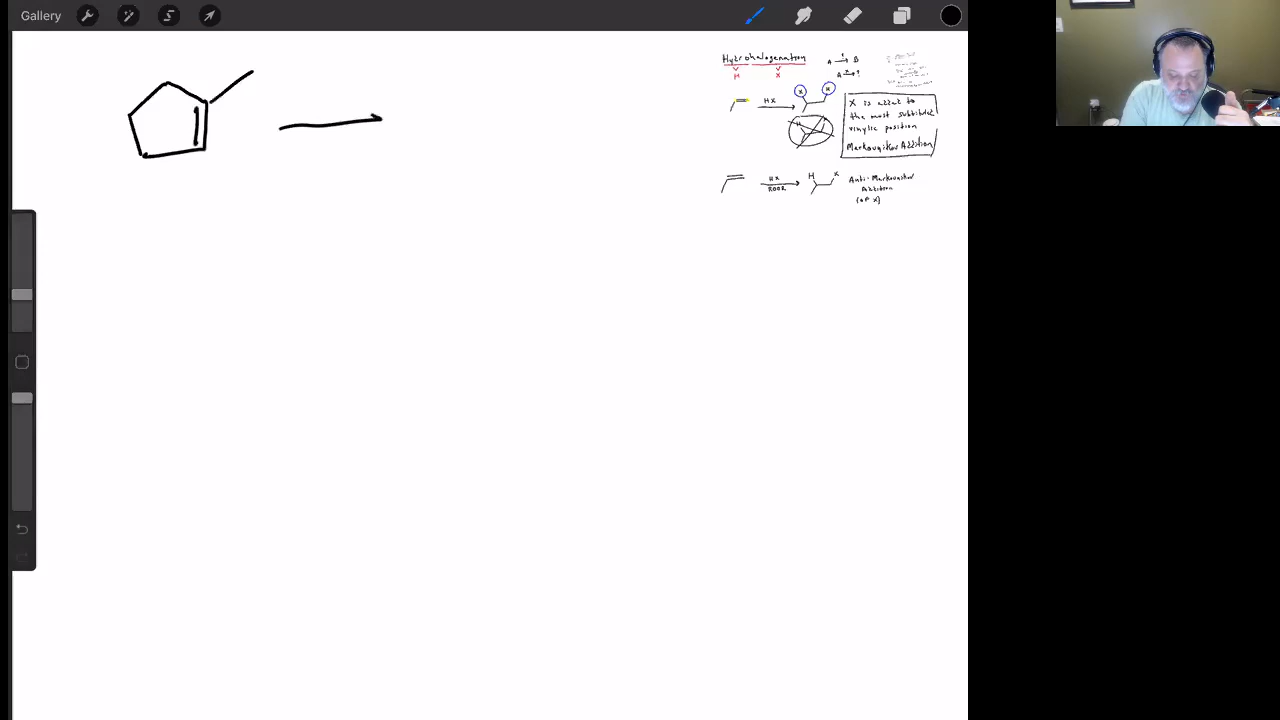 Gallery
Hydrohalogenation
H X
A → B
A → ?
HX
X H
X is added to
the most substituted
vinylic position
Markovnikov Addition
HX
ROOR
H X
Anti-Markovnikov
Addition
(of X)